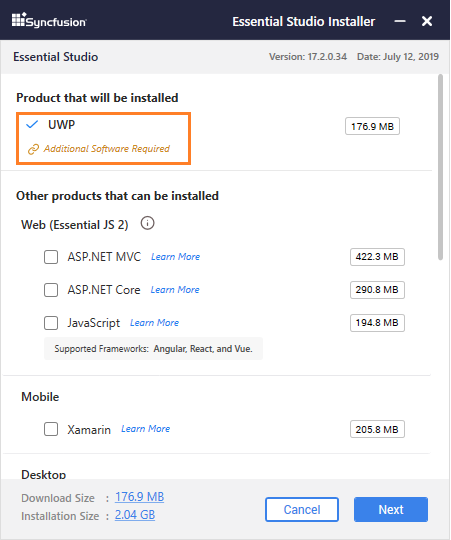 Syncfusion Essential Studio Installer
Essential Studio Version: 17.2.0.34 Date: July 12, 2019
Product that will be installed
UWP 176.9 MB
Additional Software Required
Other products that can be installed
Web (Essential JS 2)
ASP.NET MVC Learn More 422.3 MB
ASP.NET Core Learn More 290.8 MB
JavaScript Learn More 194.8 MB
Supported Frameworks: Angular, React, and Vue.
Mobile
Xamarin Learn More 205.8 MB
Desktop
Download Size : 176.9 MB
Installation Size : 2.04 GB
Cancel Next